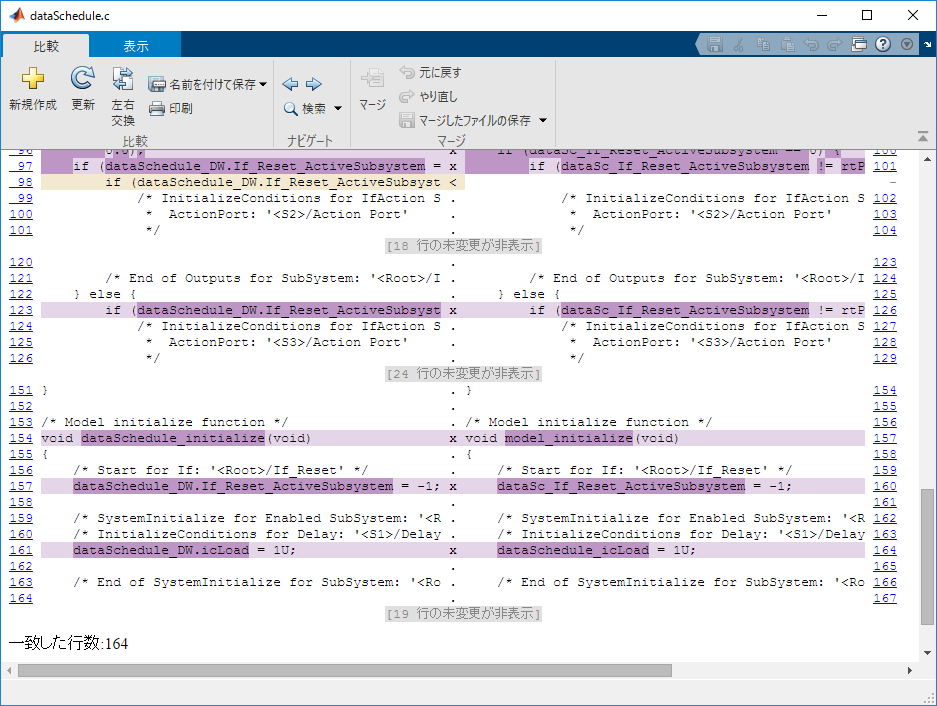 dataSchedule.c
比較 表示
新規作成 更新 左右交換 名前を付けて保存 印刷 検索 マージ 元に戻す やり直し マージしたファイルの保存
比較 ナビゲート マージ
96 0.0); x if (dataSc_If_Reset_ActiveSubsystem == 0) { 100
97 if (dataSchedule_DW.If_Reset_ActiveSubsystem = x if (dataSc_If_Reset_ActiveSubsystem != rtP 101
98 if (dataSchedule_DW.If_Reset_ActiveSubsyst < -
99 /* InitializeConditions for IfAction S . /* InitializeConditions for IfAction S 102
100 * ActionPort: '<S2>/Action Port' . * ActionPort: '<S2>/Action Port' 103
101 */ . */ 104
[18 行の未変更が非表示]
120 . 123
121 /* End of Outputs for SubSystem: '<Root>/I . /* End of Outputs for SubSystem: '<Root>/I 124
122 } else { . } else { 125
123 if (dataSchedule_DW.If_Reset_ActiveSubsyst x if (dataSc_If_Reset_ActiveSubsystem != rtP 126
124 /* InitializeConditions for IfAction S . /* InitializeConditions for IfAction S 127
125 * ActionPort: '<S3>/Action Port' . * ActionPort: '<S3>/Action Port' 128
126 */ . */ 129
[24 行の未変更が非表示]
151 } . } 154
152 . 155
153 /* Model initialize function */ . /* Model initialize function */ 156
154 void dataSchedule_initialize(void) x void model_initialize(void) 157
155 { . { 158
156 /* Start for If: '<Root>/If_Reset' */ . /* Start for If: '<Root>/If_Reset' */ 159
157 dataSchedule_DW.If_Reset_ActiveSubsystem = -1; x dataSc_If_Reset_ActiveSubsystem = -1; 160
158 . 161
159 /* SystemInitialize for Enabled SubSystem: '<R . /* SystemInitialize for Enabled SubSystem: '<R 162
160 /* InitializeConditions for Delay: '<S1>/Delay . /* InitializeConditions for Delay: '<S1>/Delay 163
161 dataSchedule_DW.icLoad = 1U; x dataSchedule_icLoad = 1U; 164
162 . 165
163 /* End of SystemInitialize for SubSystem: '<Ro . /* End of SystemInitialize for SubSystem: '<Ro 166
164 . 167
[19 行の未変更が非表示]
一致した行数:164